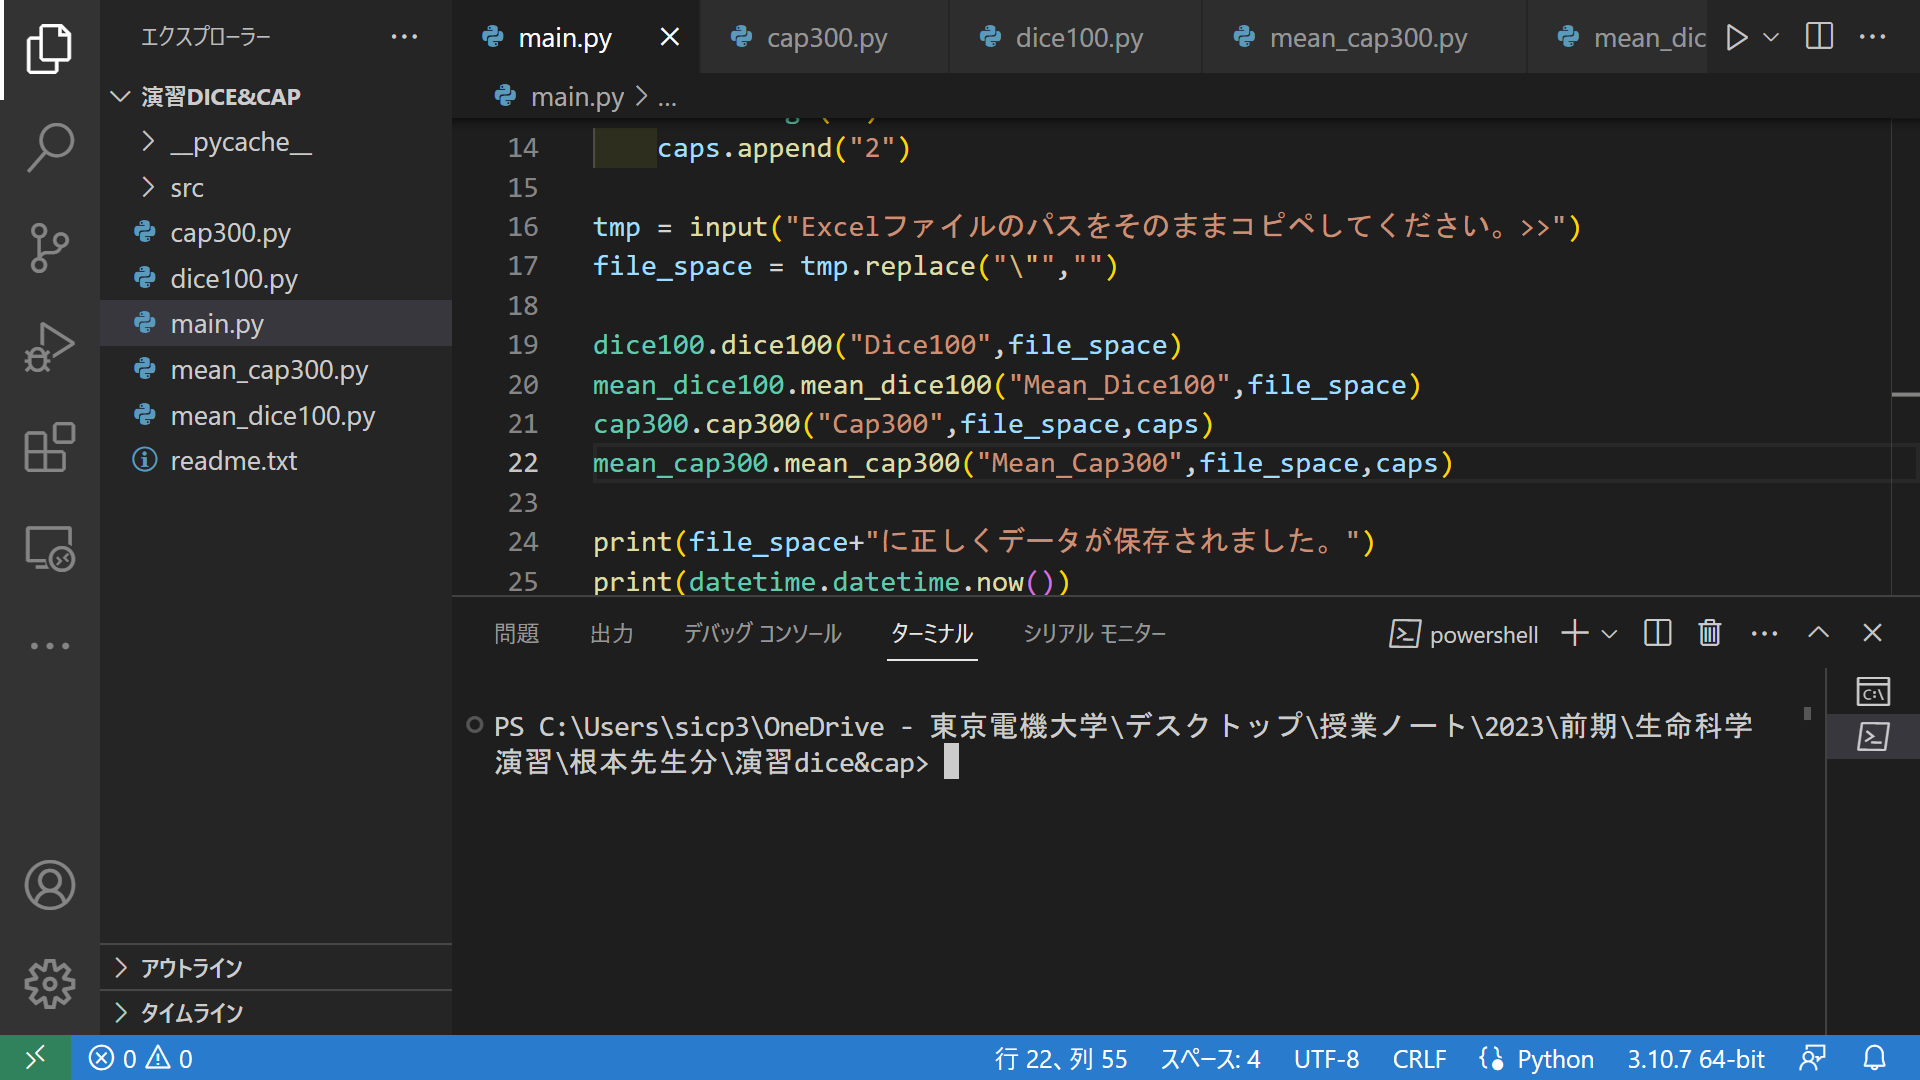 エクスプローラー
演習DICE&CAP
__pycache__
src
cap300.py
dice100.py
main.py
mean_cap300.py
mean_dice100.py
readme.txt
アウトライン
タイムライン
main.py
cap300.py
dice100.py
mean_cap300.py
mean_dic
main.py > ...
14 caps.append("2")
15
16 tmp = input("Excelファイルのパスをそのままコピペしてください。>>")
17 file_space = tmp.replace("\"","")
18
19 dice100.dice100("Dice100",file_space)
20 mean_dice100.mean_dice100("Mean_Dice100",file_space)
21 cap300.cap300("Cap300",file_space,caps)
22 mean_cap300.mean_cap300("Mean_Cap300",file_space,caps)
23
24 print(file_space+"に正しくデータが保存されました。")
25 print(datetime.datetime.now())
問題 出力 デバッグ コンソール ターミナル シリアル モニター
powershell
PS C:\Users\sicp3\OneDrive - 東京電機大学\デスクトップ\授業ノート\2023\前期\生命科学
演習\根本先生分\演習dice&cap>
0 0
行 22、列 55 スペース: 4 UTF-8 CRLF Python 3.10.7 64-bit